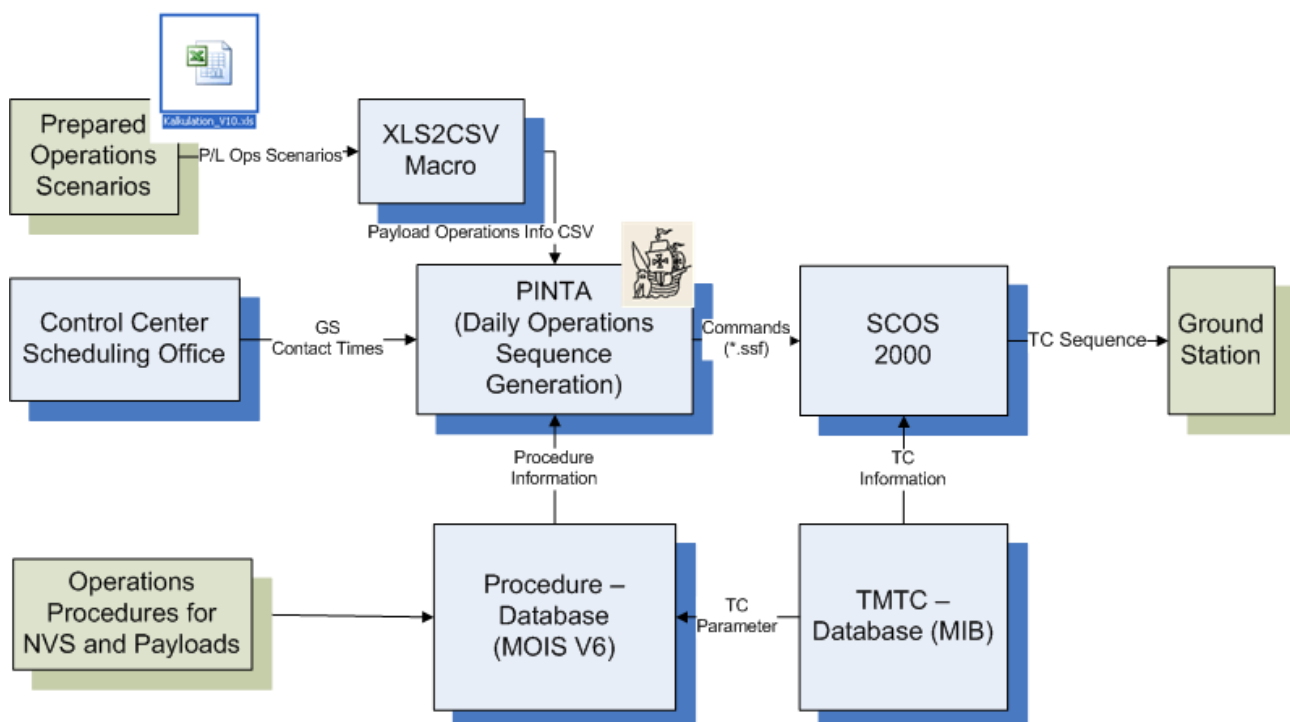 Kalkulation_V10.xls
Prepared
Operations
Scenarios
P/L Ops Scenarios
XLS2CSV
Macro
Payload Operations Info CSV
Control Center
Scheduling Office
GS
Contact Times
PINTA
(Daily Operations
Sequence
Generation)
Commands
(*.ssf)
SCOS
2000
TC Sequence
Ground
Station
Procedure
Information
TC
Information
Operations
Procedures for
NVS and Payloads
Procedure –
Database
(MOIS V6)
TC
Parameter
TMTC –
Database (MIB)